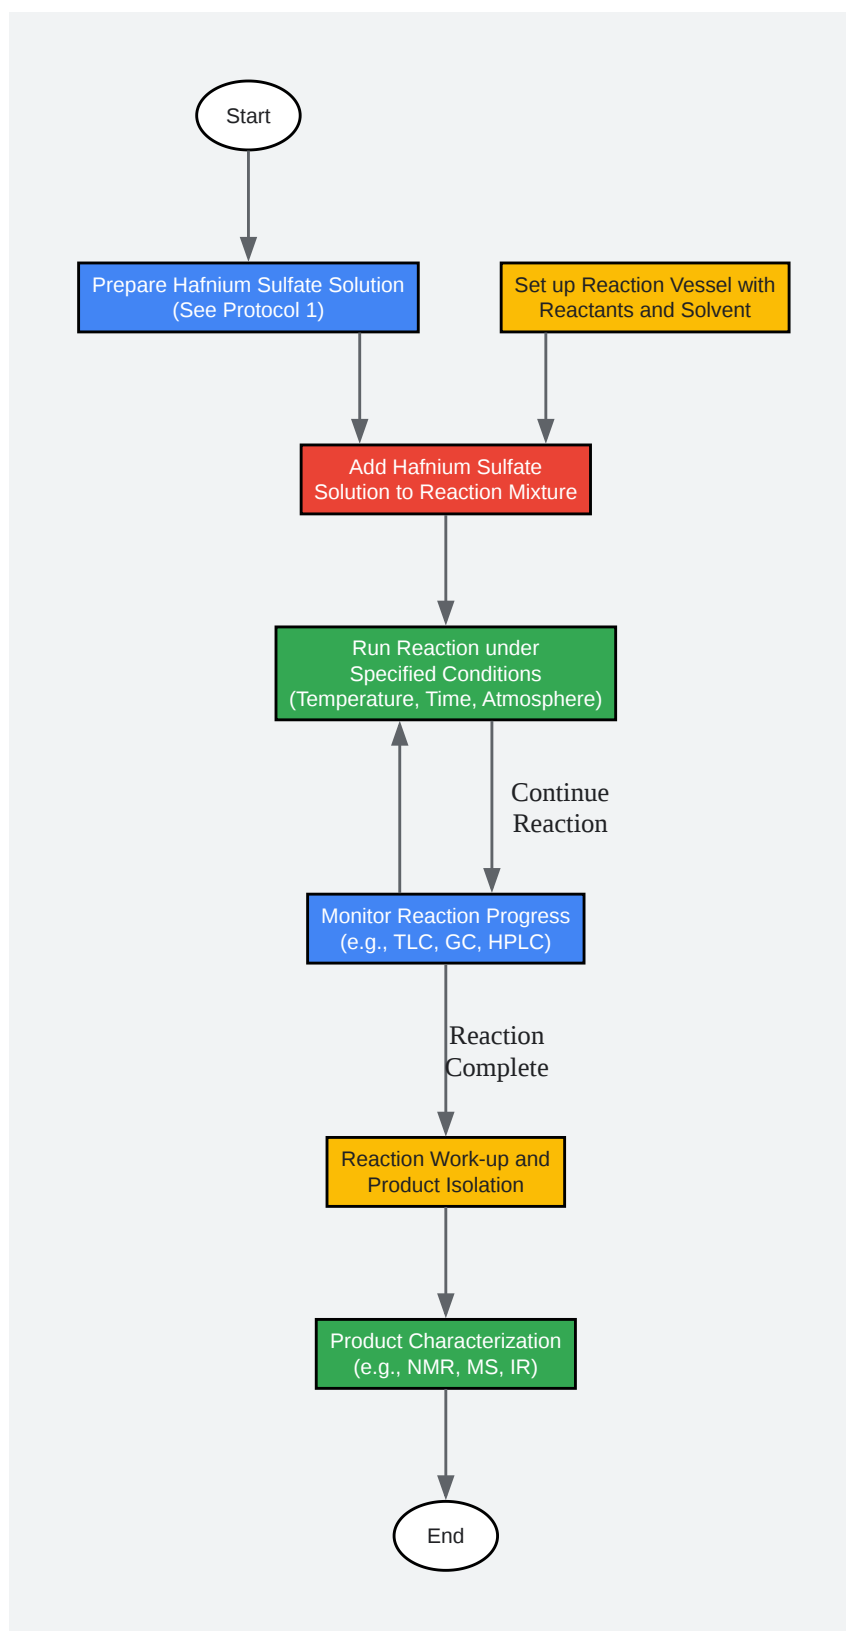 Start
Prepare Hafnium Sulfate Solution
(See Protocol 1)
Set up Reaction Vessel with
Reactants and Solvent
Add Hafnium Sulfate
Solution to Reaction Mixture
Run Reaction under
Specified Conditions
(Temperature, Time, Atmosphere)
Continue
Reaction
Monitor Reaction Progress
(e.g., TLC, GC, HPLC)
Reaction
Complete
Reaction Work-up and
Product Isolation
Product Characterization
(e.g., NMR, MS, IR)
End